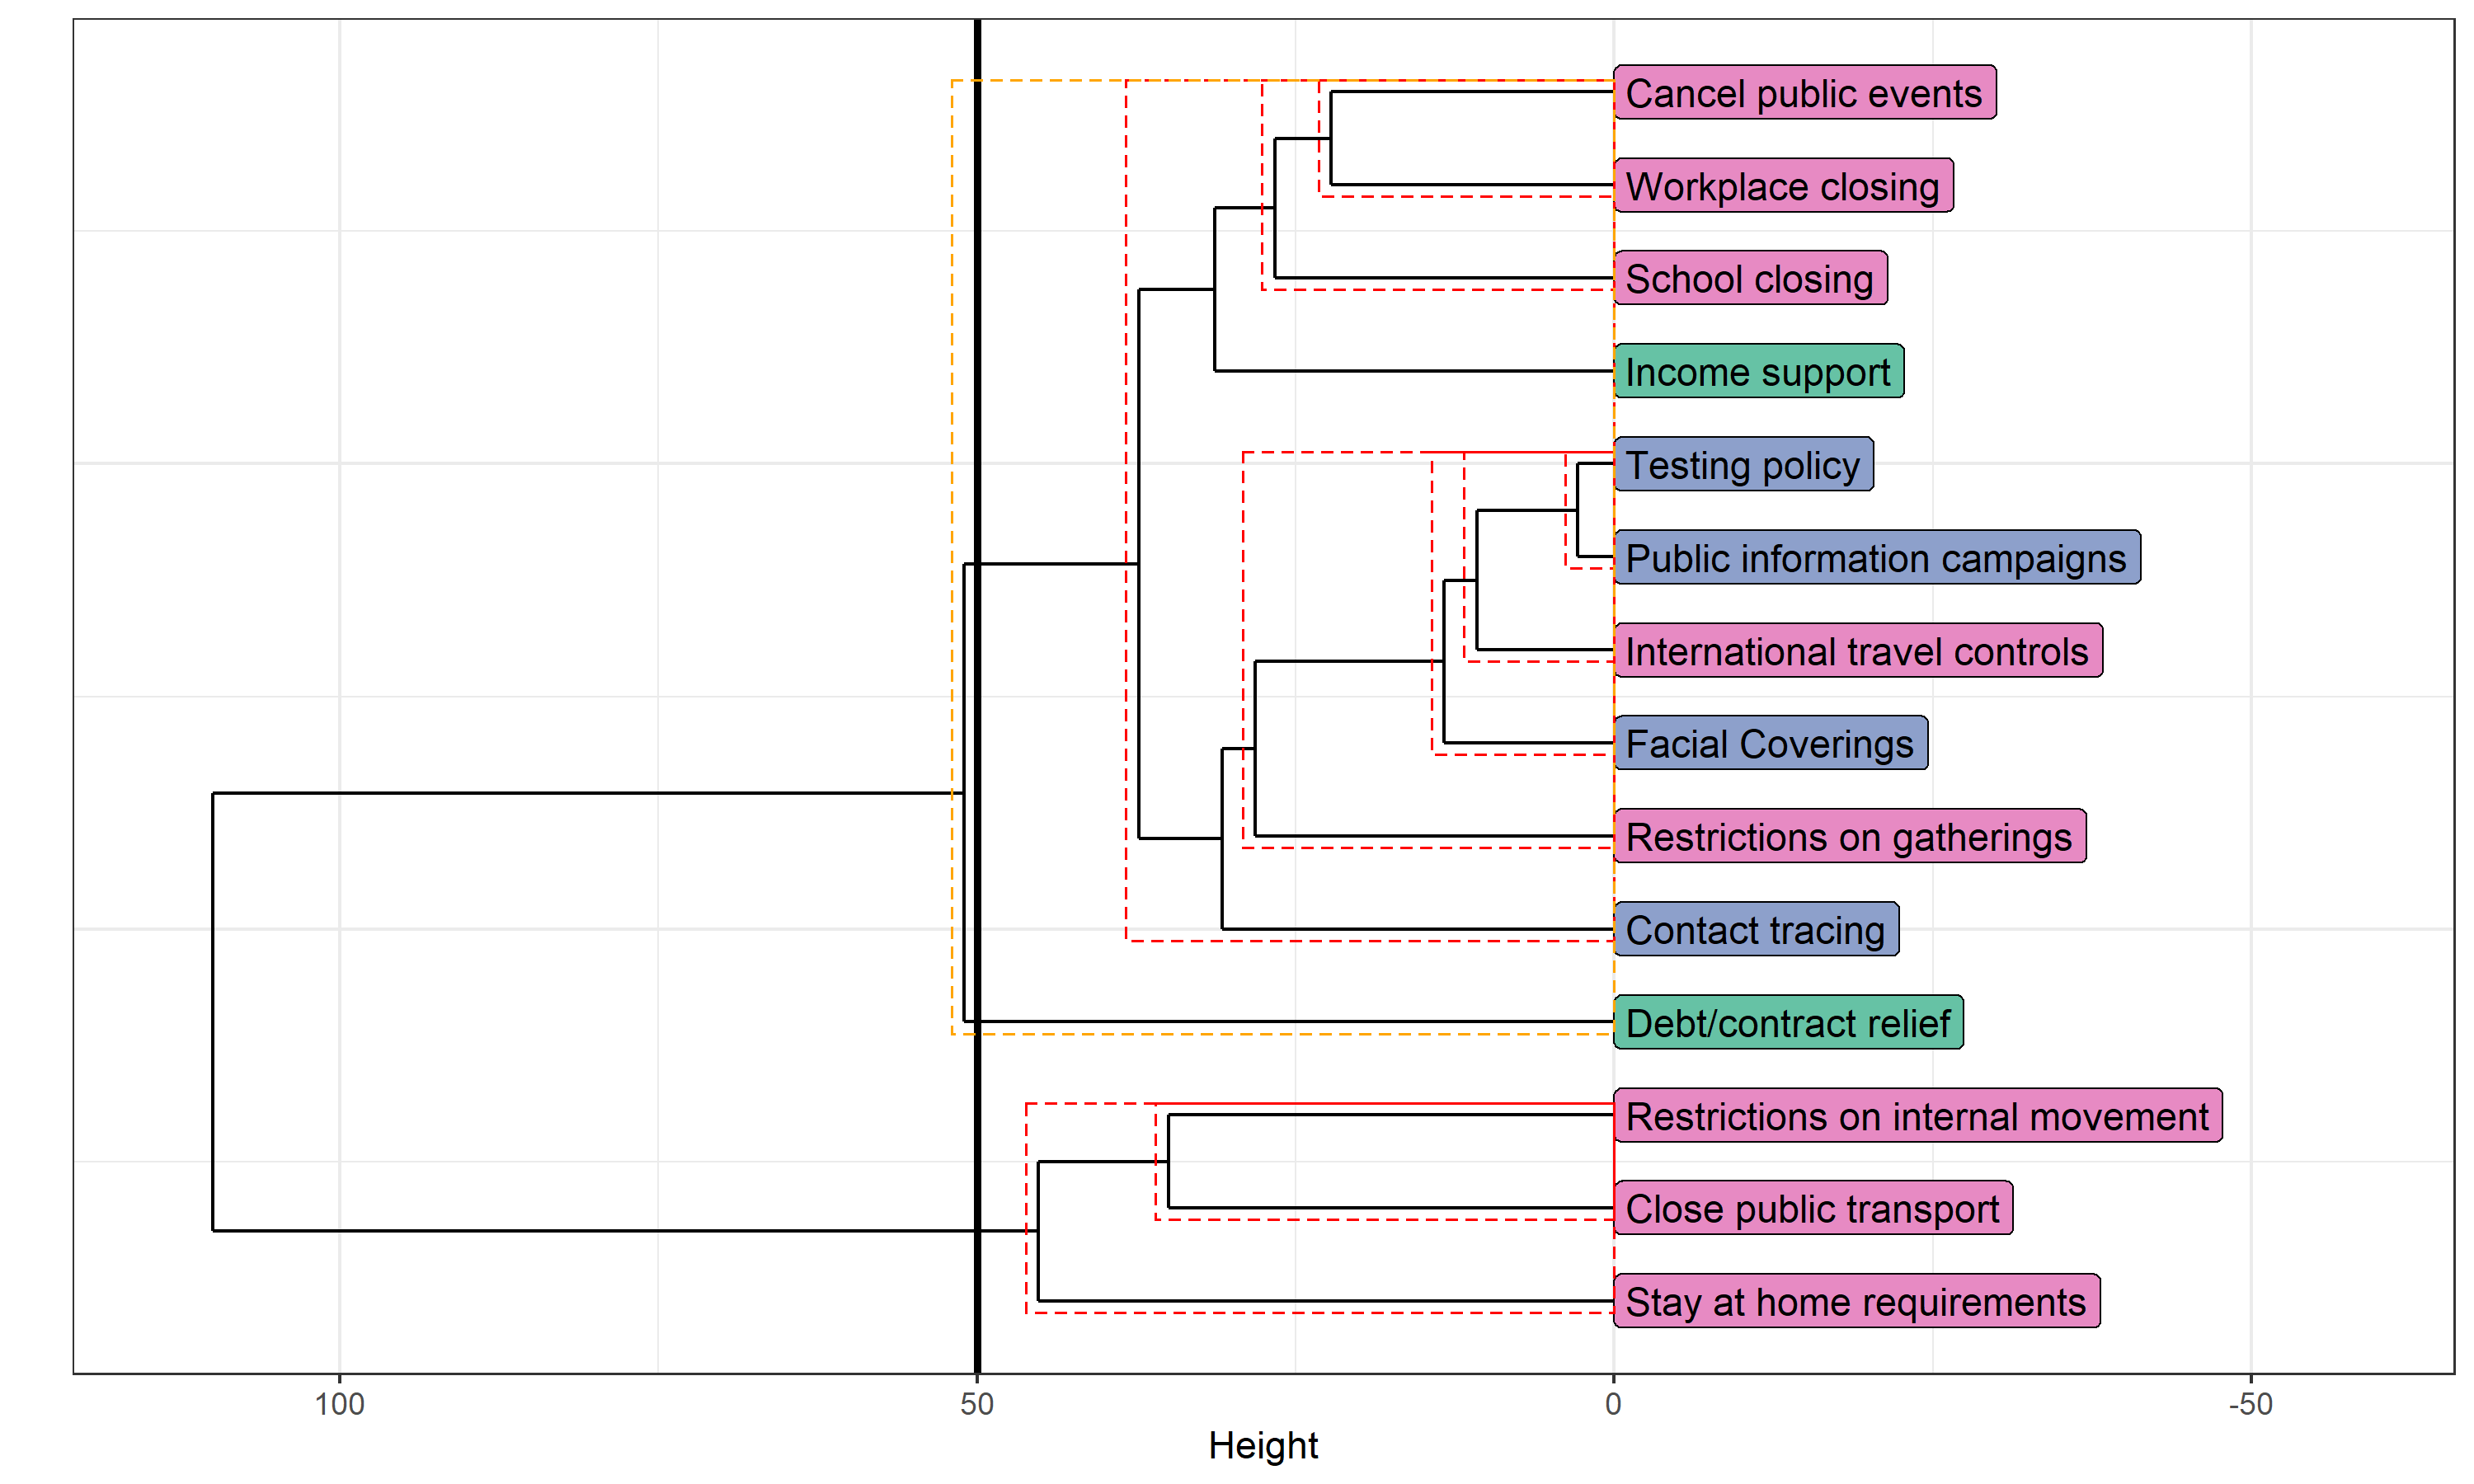 Cancel public events
Workplace closing
School closing
Income support
Testing policy
Public information campaigns
International travel controls
Facial Coverings
Restrictions on gatherings
Contact tracing
Debt/contract relief
Restrictions on internal movement
Close public transport
Stay at home requirements
100 50 0 -50
Height